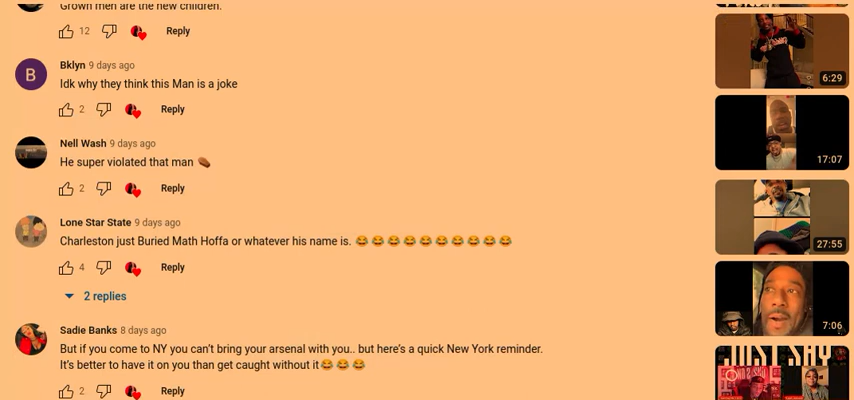 Grown men are the new children.
12 Reply
6:29
Bklyn 9 days ago
B
Idk why they think this Man is a joke
2 Reply
17:07
Nell Wash 9 days ago
He super violated that man ⚰️
2 Reply
Lone Star State 9 days ago
Charleston just Buried Math Hoffa or whatever his name is. 😂😂😂😂😂😂😂😂😂😂
27:55
4 Reply
2 replies
7:06
Sadie Banks 8 days ago
But if you come to NY you can't bring your arsenal with you.. but here's a quick New York reminder.
It's better to have it on you than get caught without it😂😂😂
JUST SAY
2 Reply